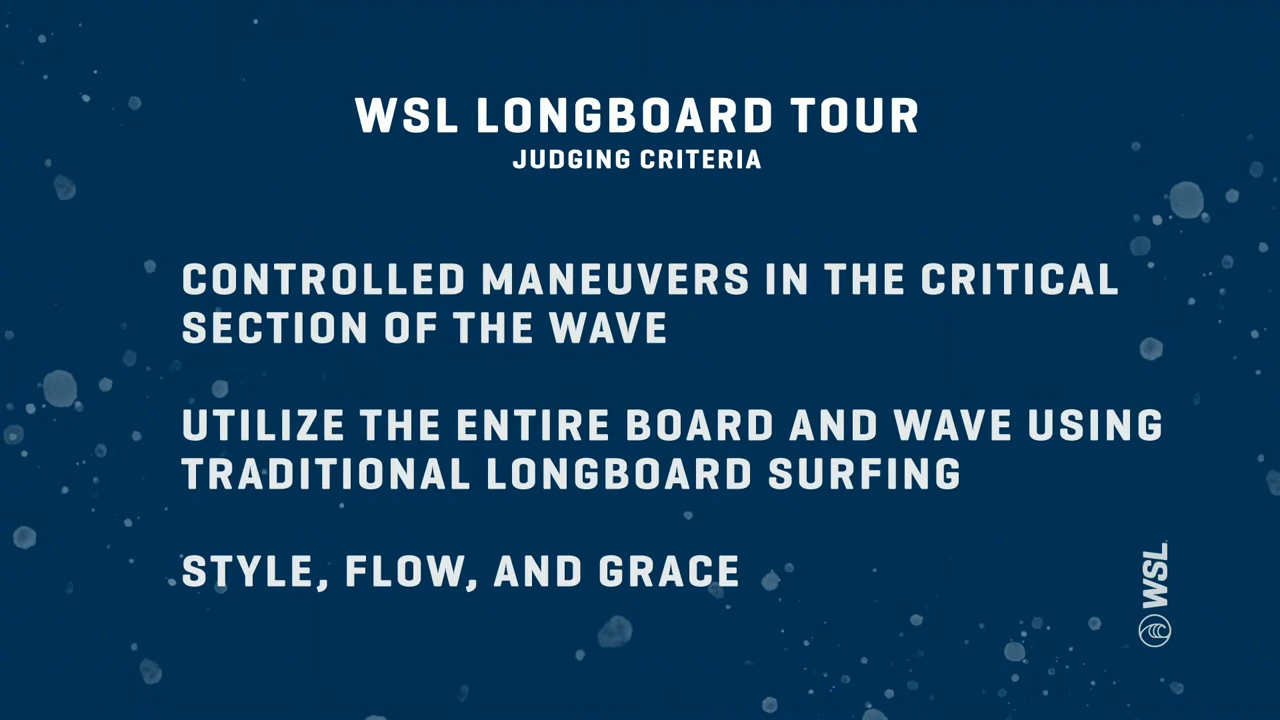 WSL LONGBOARD TOUR
JUDGING CRITERIA
CONTROLLED MANEUVERS IN THE CRITICAL
SECTION OF THE WAVE
UTILIZE THE ENTIRE BOARD AND WAVE USING
TRADITIONAL LONGBOARD SURFING
STYLE, FLOW, AND GRACE
WSL